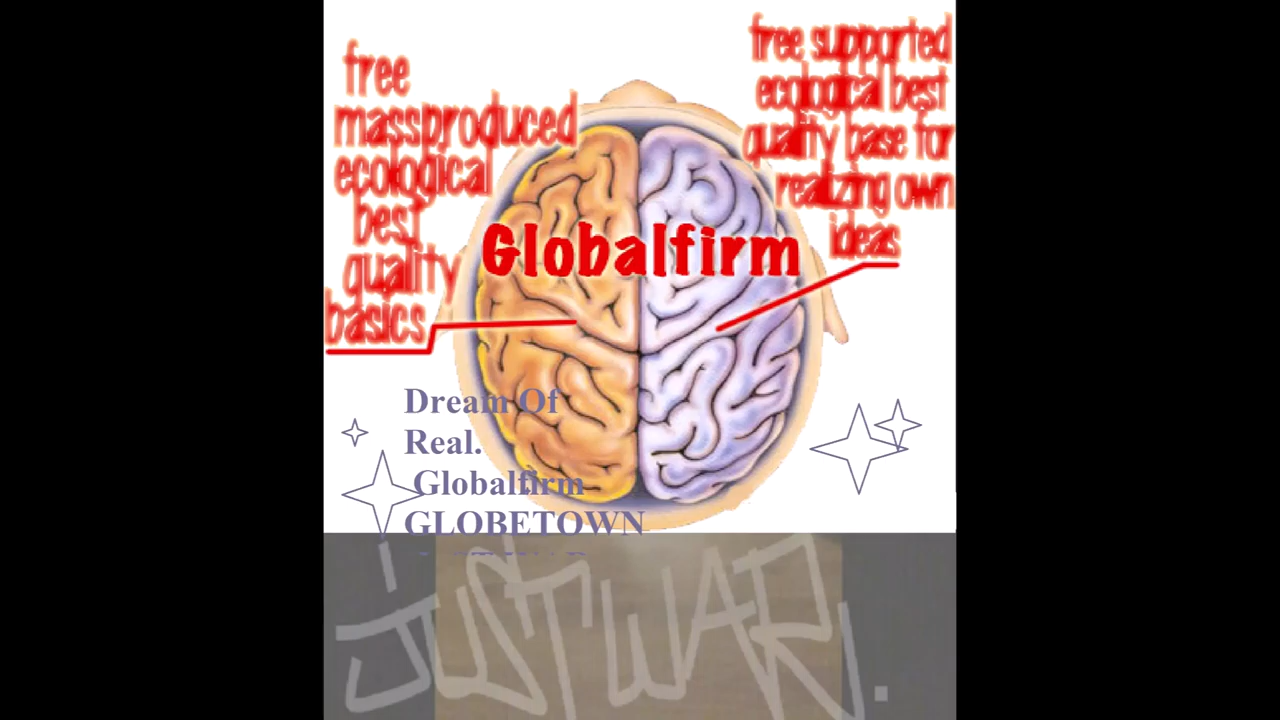 free
massproduced
ecological
best
quality
basics
free supported
ecological best
quality base for
realizing own
ideas
Globalfirm
Dream Of
Real.
Globalfirm
GLOBETOWN
JUST WAR.